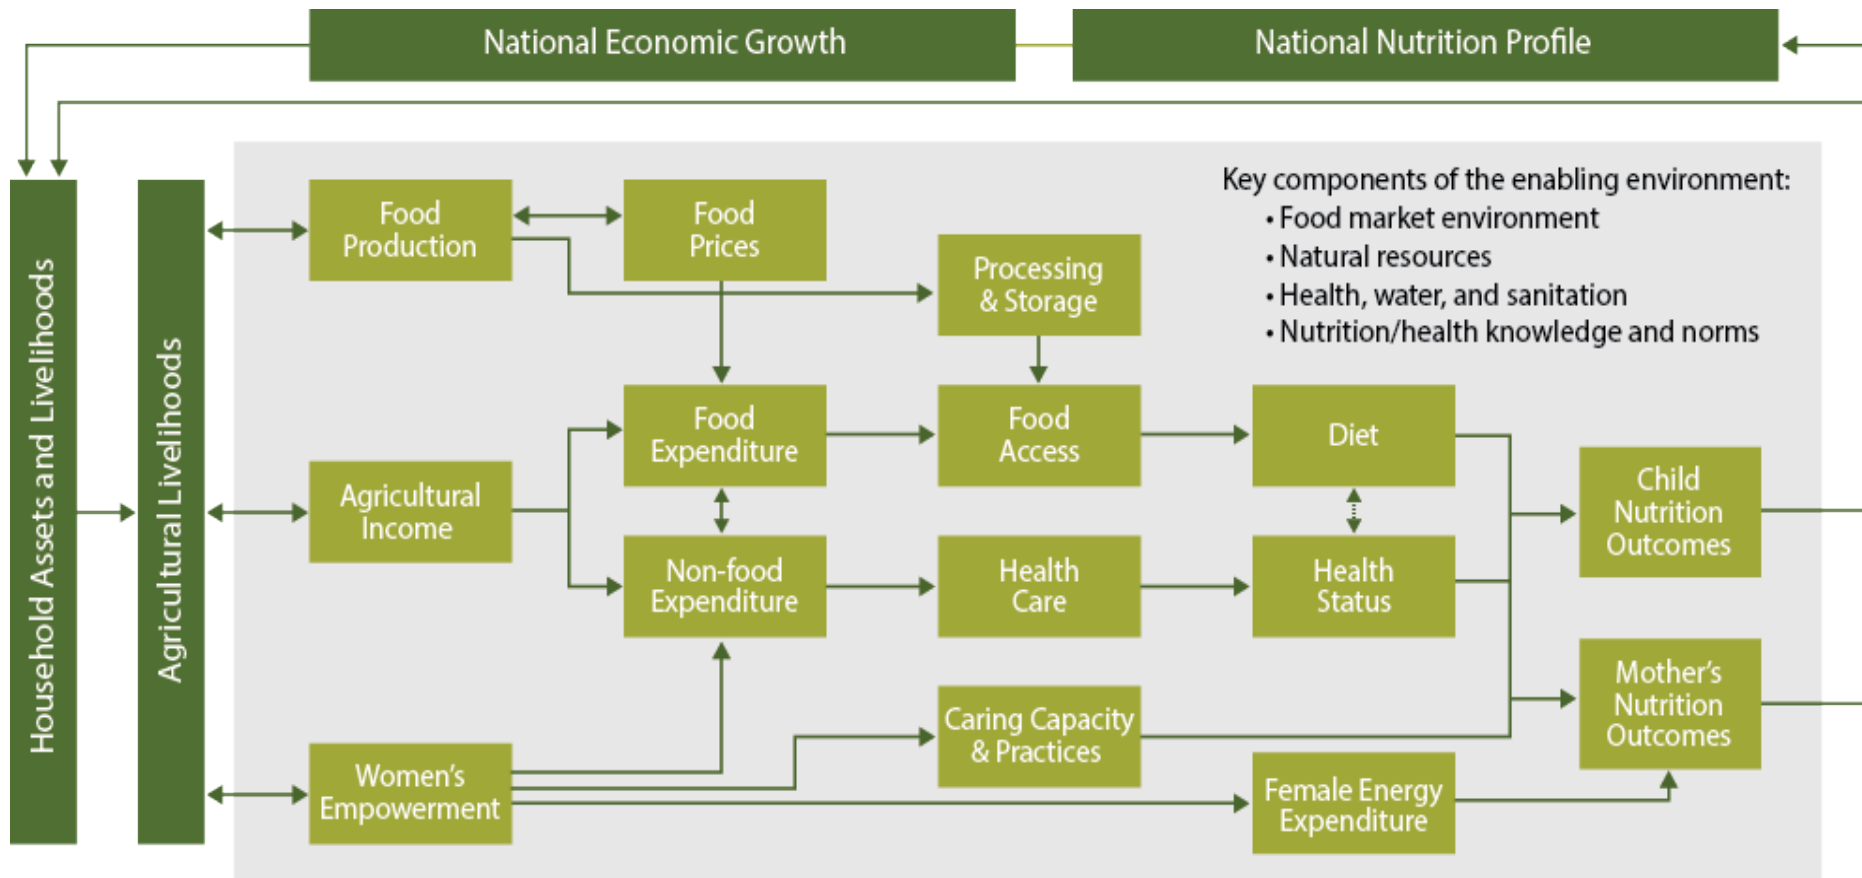 National Economic Growth
National Nutrition Profile
Household Assets and Livelihoods
Agricultural Livelihoods
Key components of the enabling environment:
• Food market environment
• Natural resources
• Health, water, and sanitation
• Nutrition/health knowledge and norms
Food
Production
Food
Prices
Processing
& Storage
Food
Expenditure
Food
Access
Diet
Agricultural
Income
Child
Nutrition
Outcomes
Non-food
Expenditure
Health
Care
Health
Status
Mother's
Nutrition
Outcomes
Caring Capacity
& Practices
Women's
Empowerment
Female Energy
Expenditure